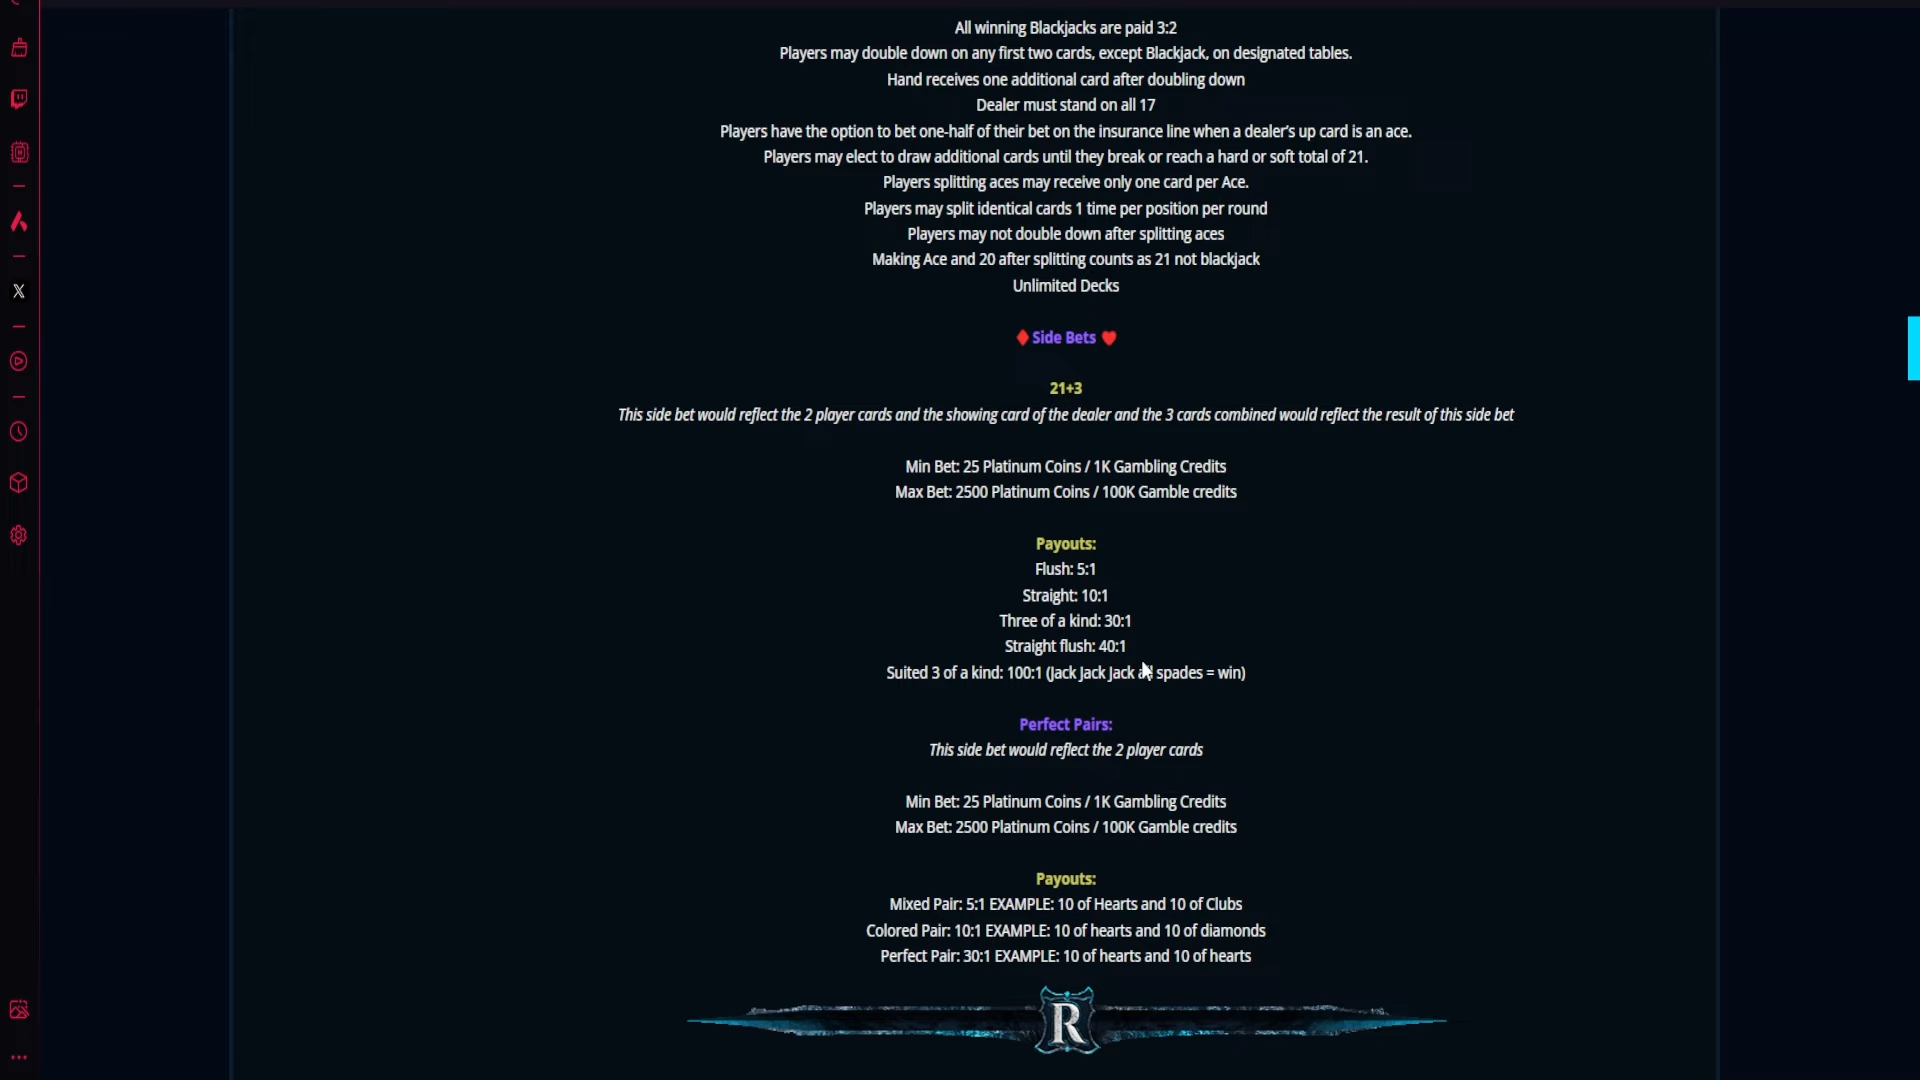 All winning Blackjacks are paid 3:2
Players may double down on any first two cards, except Blackjack, on designated tables.
Hand receives one additional card after doubling down
Dealer must stand on all 17
Players have the option to bet one-half of their bet on the insurance line when a dealer's up card is an ace.
Players may elect to draw additional cards until they break or reach a hard or soft total of 21.
Players splitting aces may receive only one card per Ace.
Players may split identical cards 1 time per position per round
Players may not double down after splitting aces
Making Ace and 20 after splitting counts as 21 not blackjack
Unlimited Decks
Side Bets
21+3
This side bet would reflect the 2 player cards and the showing card of the dealer and the 3 cards combined would reflect the result of this side bet
Min Bet: 25 Platinum Coins / 1K Gambling Credits
Max Bet: 2500 Platinum Coins / 100K Gamble credits
Payouts:
Flush: 5:1
Straight: 10:1
Three of a kind: 30:1
Straight flush: 40:1
Suited 3 of a kind: 100:1 (Jack Jack Jack all spades = win)
Perfect Pairs:
This side bet would reflect the 2 player cards
Min Bet: 25 Platinum Coins / 1K Gambling Credits
Max Bet: 2500 Platinum Coins / 100K Gamble credits
Payouts:
Mixed Pair: 5:1 EXAMPLE: 10 of Hearts and 10 of Clubs
Colored Pair: 10:1 EXAMPLE: 10 of hearts and 10 of diamonds
Perfect Pair: 30:1 EXAMPLE: 10 of hearts and 10 of hearts
R